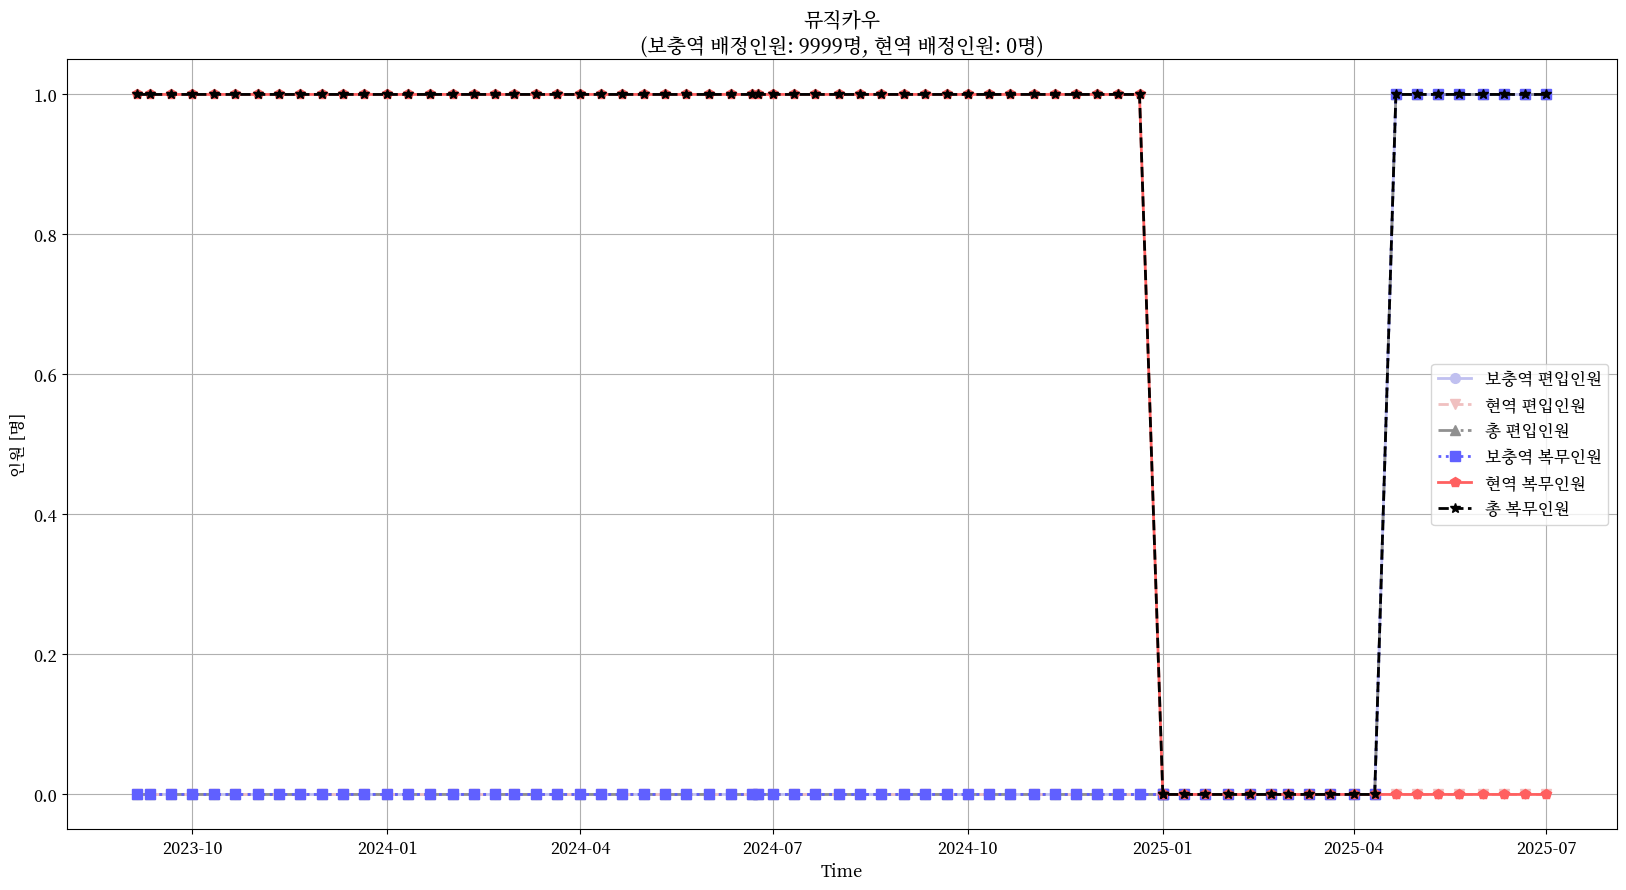 뮤직카우
(보충역 배정인원: 9999명, 현역 배정인원: 0명)
1.0
0.8
0.6
0.4
0.2
0.0
인원 [명]
보충역 편입인원
현역 편입인원
총 편입인원
보충역 복무인원
현역 복무인원
총 복무인원
2023-10
2024-01
2024-04
2024-07
2024-10
2025-01
2025-04
2025-07
Time